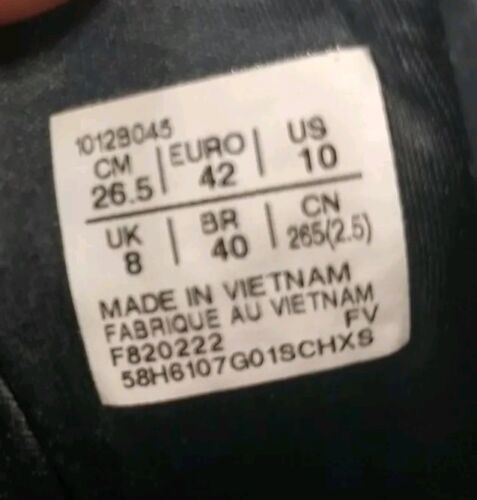 10129045
CM | EURO | US
26.5 | 42 | 10
UK | BR | CN
8 | 40 | 265(2.5)
MADE IN VIETNAM
FABRIQUE AU VIETNAM
F820222 FV
58H6107G01SCHXS